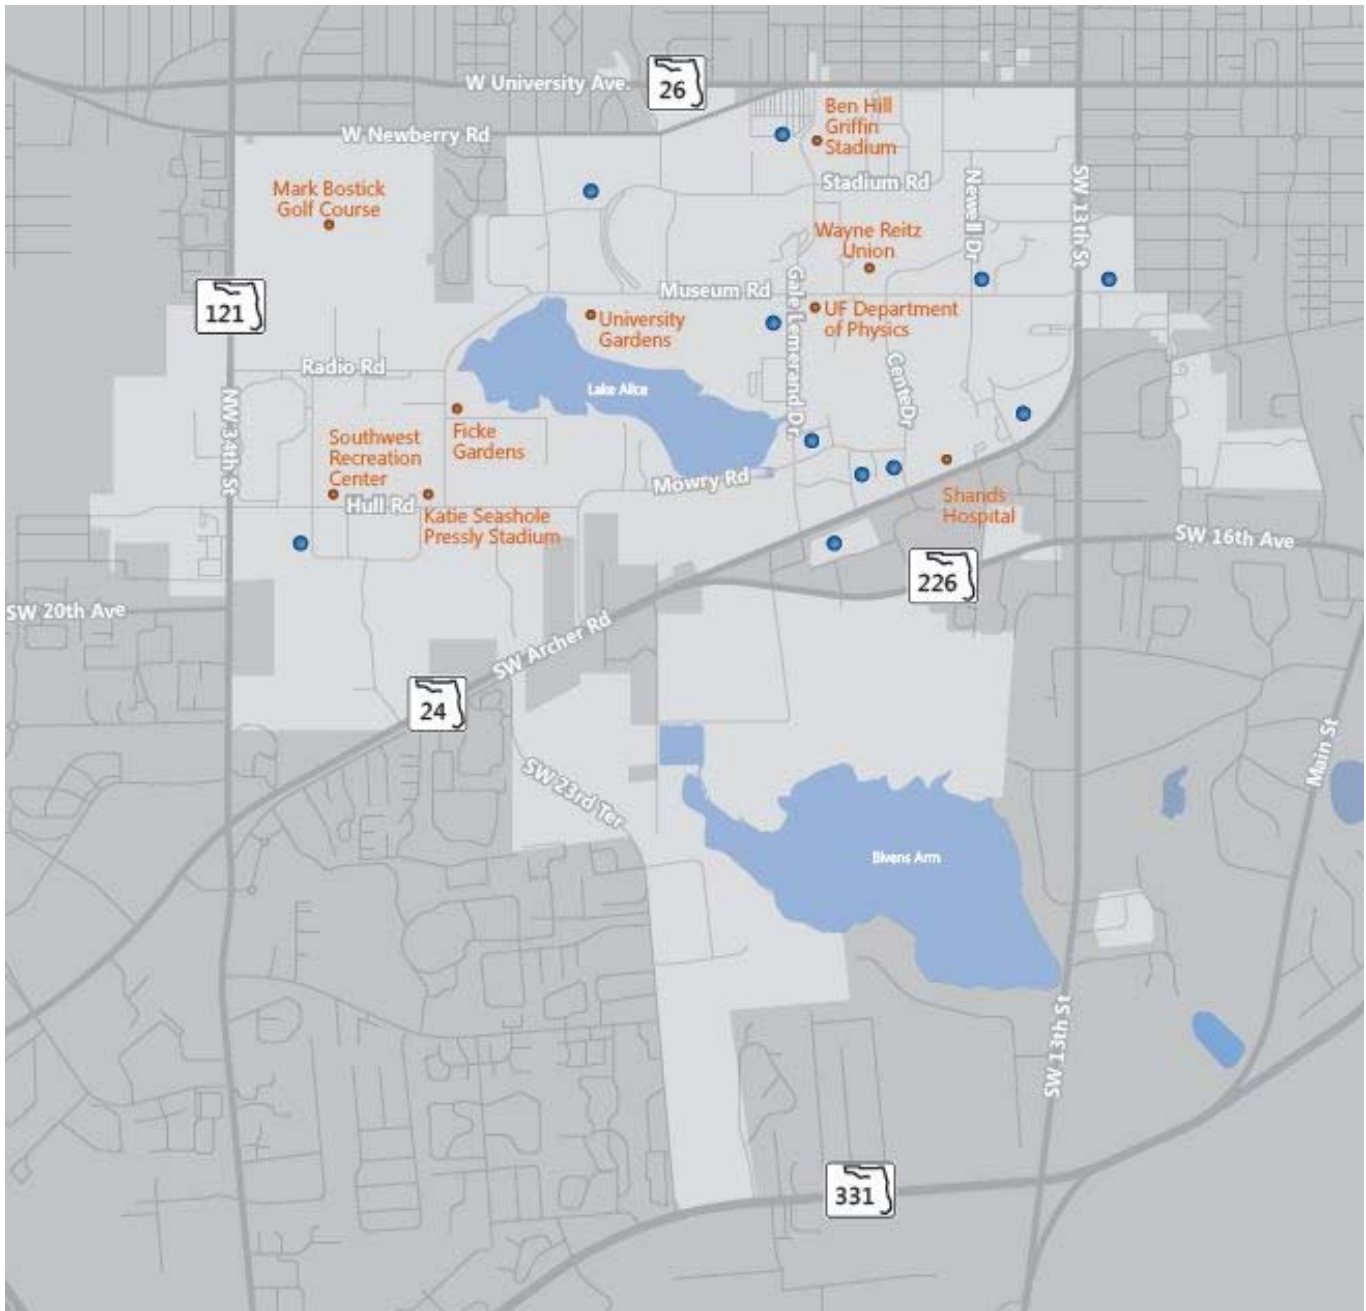 W University Ave.
26
W Newberry Rd
Ben Hill
Griffin
Stadium
Mark Bostick
Golf Course
Stadium Rd
Newell Dr
SW 13th St
Wayne Reitz
Union
121
Museum Rd
Gale Lemerand Dr
University
Gardens
UF Department
of Physics
Radio Rd
Lake Alice
CenteDr
NW 34th St
Ficke
Gardens
Southwest
Recreation
Center
Mowry Rd
Hull Rd
Katie Seashole
Pressly Stadium
Shands
Hospital
SW 16th Ave
226
SW 20th Ave
SW Archer Rd
24
Main St
SW 23rd Ter
Bivens Arm
SW 13th St
331